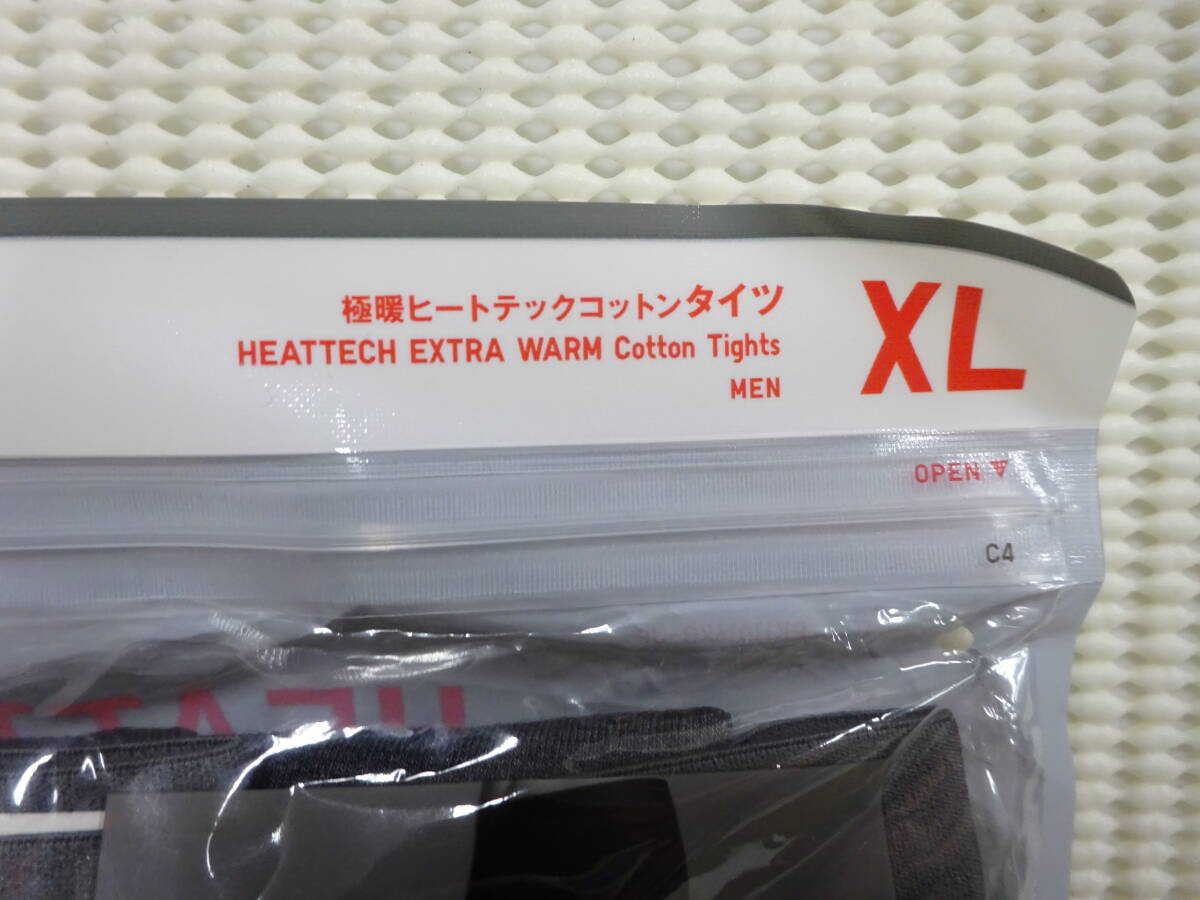 極暖ヒートテックコットンタイツ
HEATTECH EXTRA WARM Cotton Tights
MEN
XL
OPEN
C4